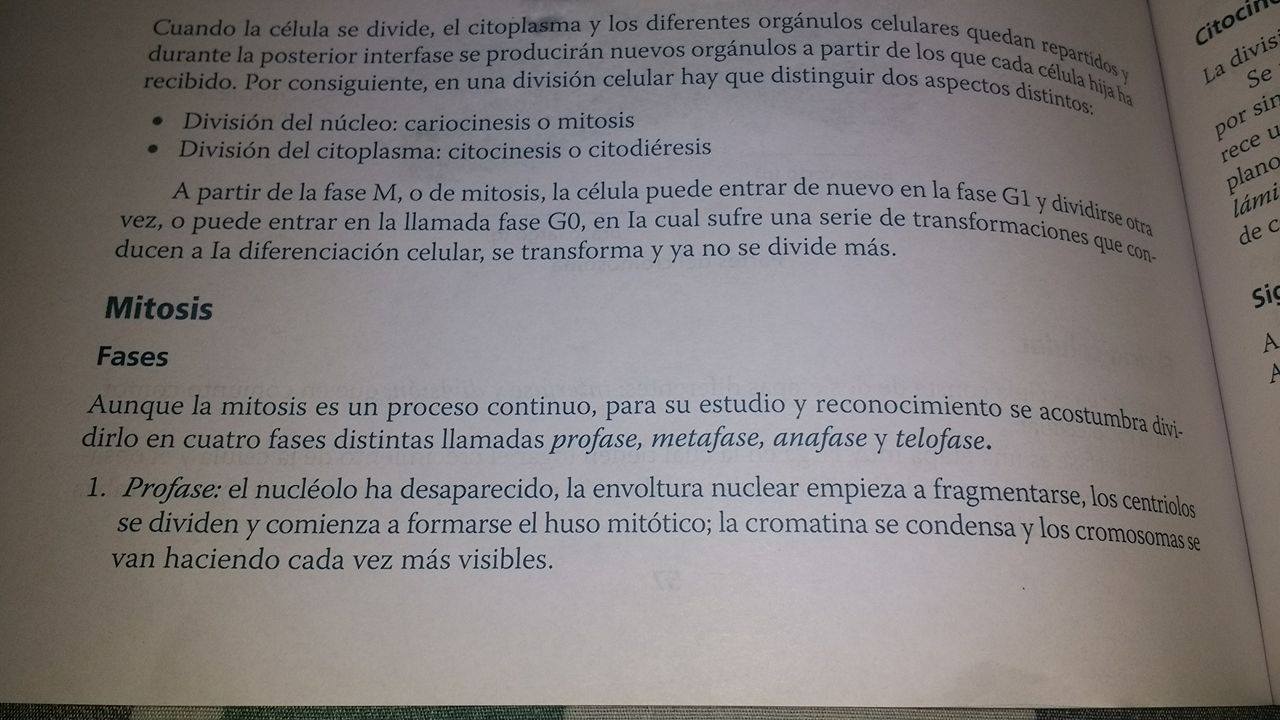 Cuando la célula se divide, el citoplasma y los diferentes orgánulos celulares quedan repartidos y
durante la posterior interfase se producirán nuevos orgánulos a partir de los que cada célula hija ha
recibido. Por consiguiente, en una división celular hay que distinguir dos aspectos distintos:
• División del núcleo: cariocinesis o mitosis
• División del citoplasma: citocinesis o citodiéresis
A partir de la fase M, o de mitosis, la célula puede entrar de nuevo en la fase G1 y dividirse otra
vez, o puede entrar en la llamada fase G0, en Ia cual sufre una serie de transformaciones que con-
ducen a Ia diferenciación celular, se transforma y ya no se divide más.
Mitosis
Fases
Aunque la mitosis es un proceso continuo, para su estudio y reconocimiento se acostumbra divi-
dirlo en cuatro fases distintas llamadas profase, metafase, anafase y telofase.
1. Profase: el nucléolo ha desaparecido, la envoltura nuclear empieza a fragmentarse, los centriolos
se dividen y comienza a formarse el huso mitótico; la cromatina se condensa y los cromosomas se
van haciendo cada vez más visibles.
La
Se
por
rece
plano
de